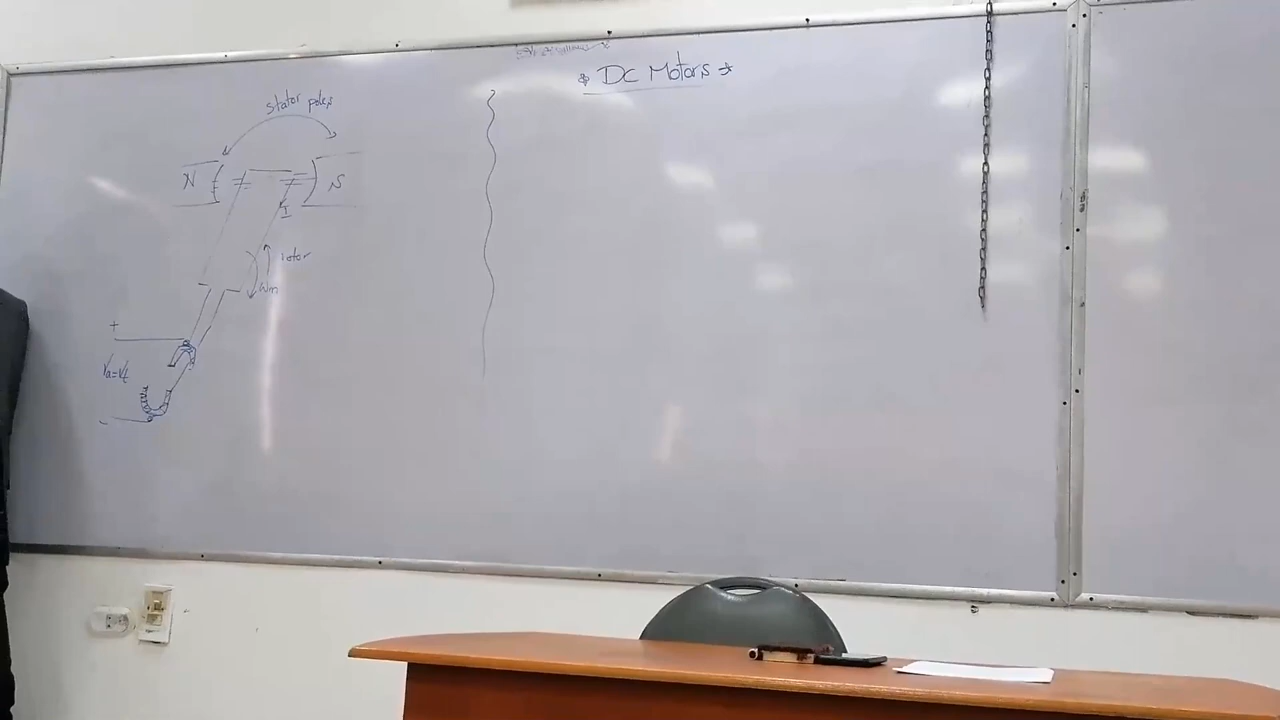 * DC Motors *
stator poles
N S
I
rotor
ωm
+
Va=Vt
-